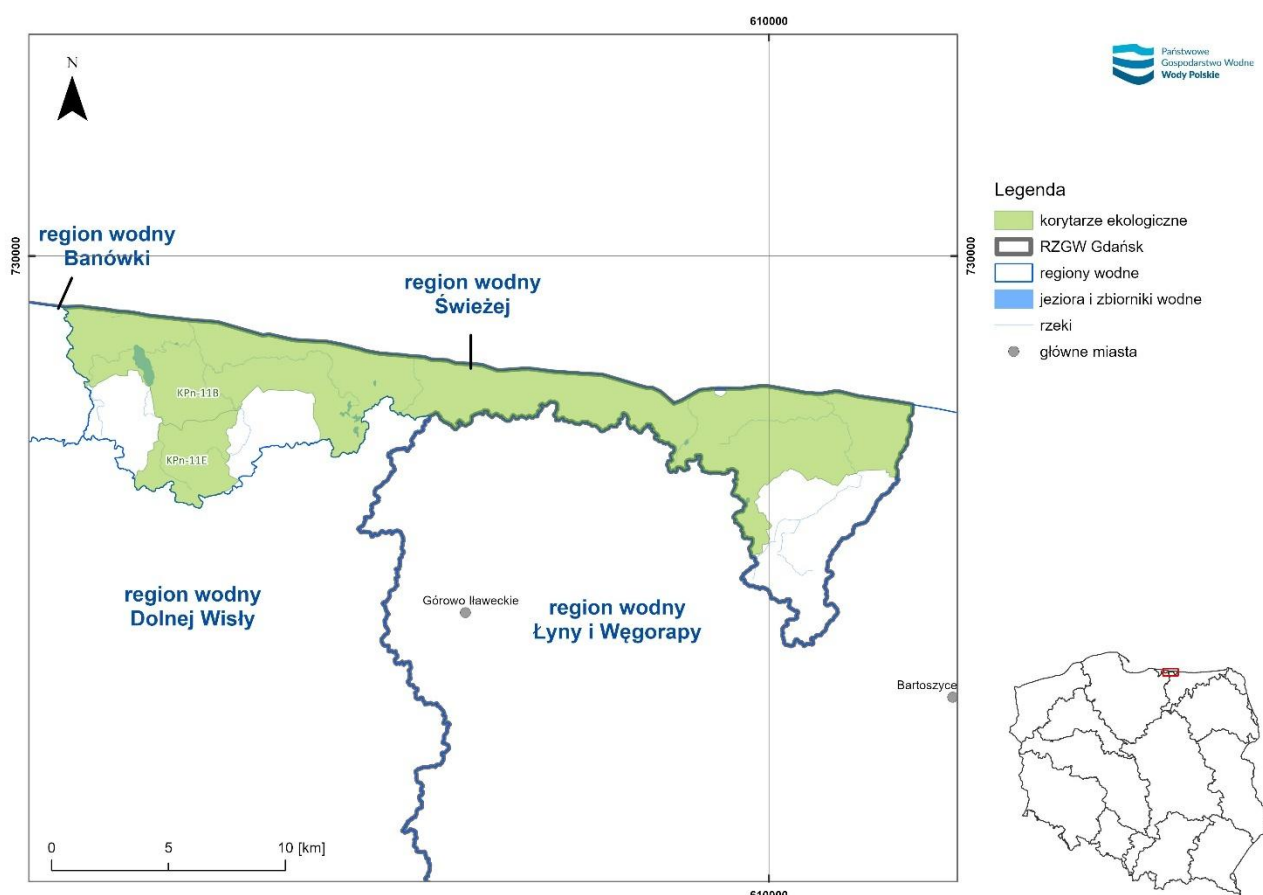 610000
Państwowe
Gospodarstwo Wodne
Wody Polskie
N
Legenda
korytarze ekologiczne
RZGW Gdańsk
regiony wodne
jeziora i zbiorniki wodne
rzeki
główne miasta
730000
730000
region wodny
Banówki
region wodny
Świeżej
KPn-11B
KPn-11E
region wodny
Dolnej Wisły
Górowo Iławeckie
region wodny
Łyny i Węgorapy
Bartoszyce
0 5 10 [km]
610000